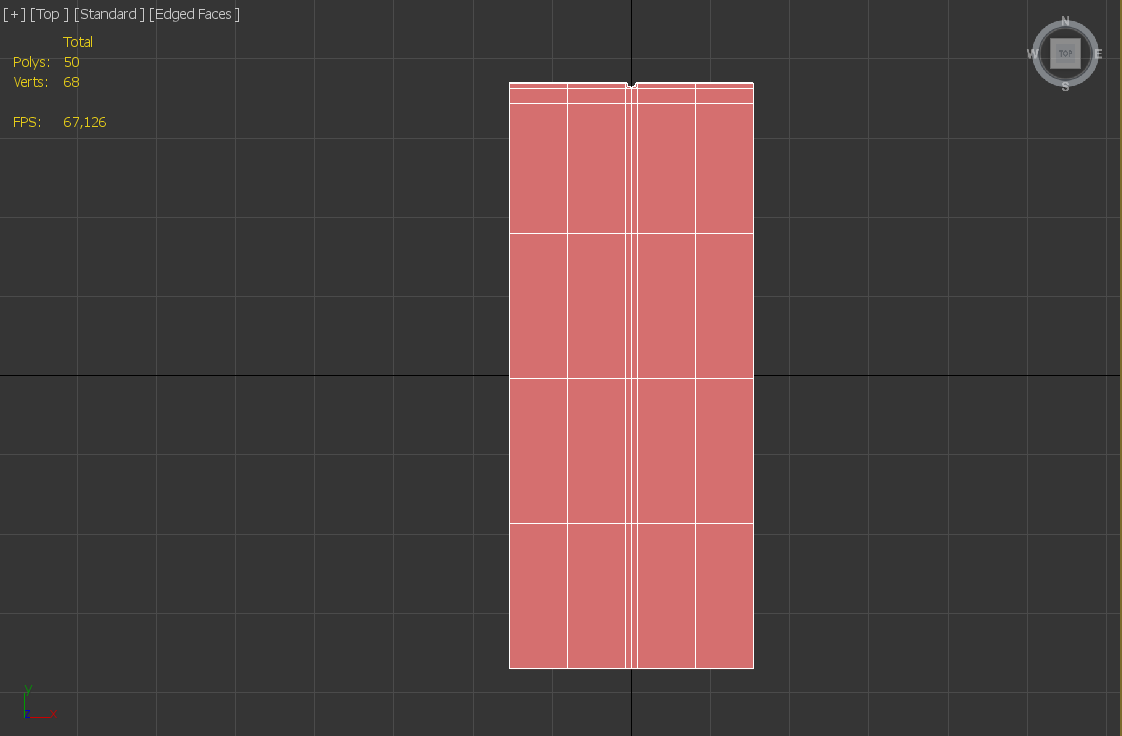 [+] [Top ] [Standard ] [Edged Faces ]
Total
Polys: 50
Verts: 68
FPS: 67,126
N
W TOP E
S
y
z x